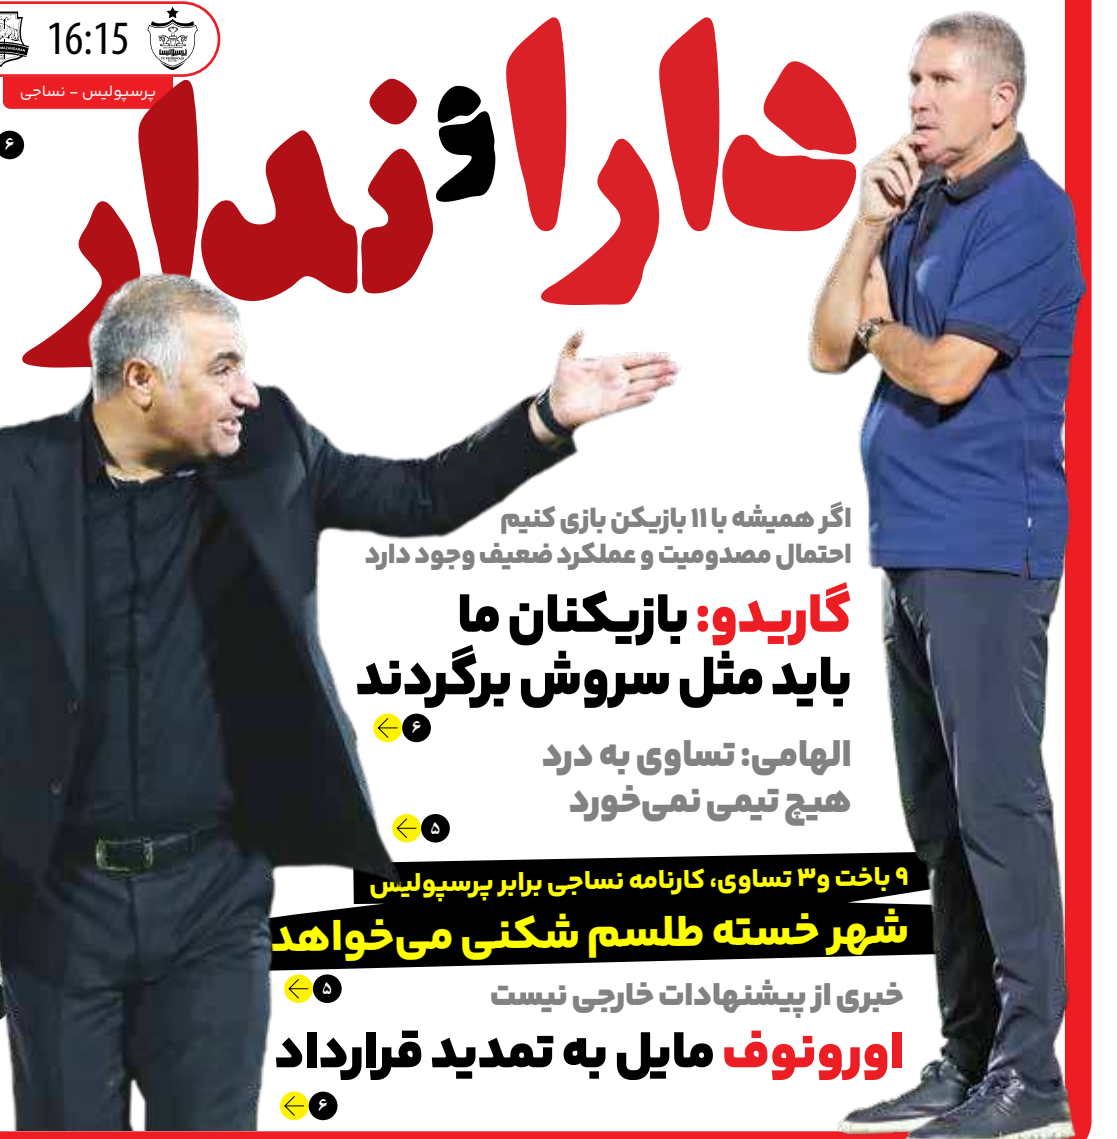 16:15
پرسپولیس - نساجی
۶
دارا و ندار
اگر همیشه با ۱۱ بازیکن بازی کنیم
احتمال مصدومیت و عملکرد ضعیف وجود دارد
گاریدو: بازیکنان ما
باید مثل سروش برگردند
۶
الهامی: تساوی به درد
هیچ تیمی نمی‌خورد
۵
۹ باخت و۳ تساوی، کارنامه نساجی برابر پرسپولیس
شهر خسته طلسم شکنی می‌خواهد
۵
خبری از پیشنهادات خارجی نیست
اورونوف مایل به تمدید قرارداد
۶